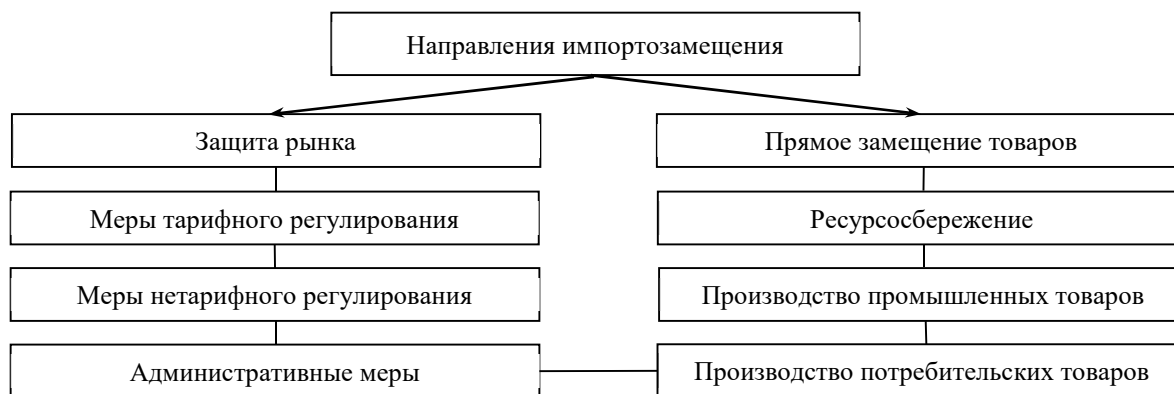 Направления импортозамещения
Защита рынка
Прямое замещение товаров
Меры тарифного регулирования
Ресурсосбережение
Меры нетарифного регулирования
Производство промышленных товаров
Административные меры
Производство потребительских товаров